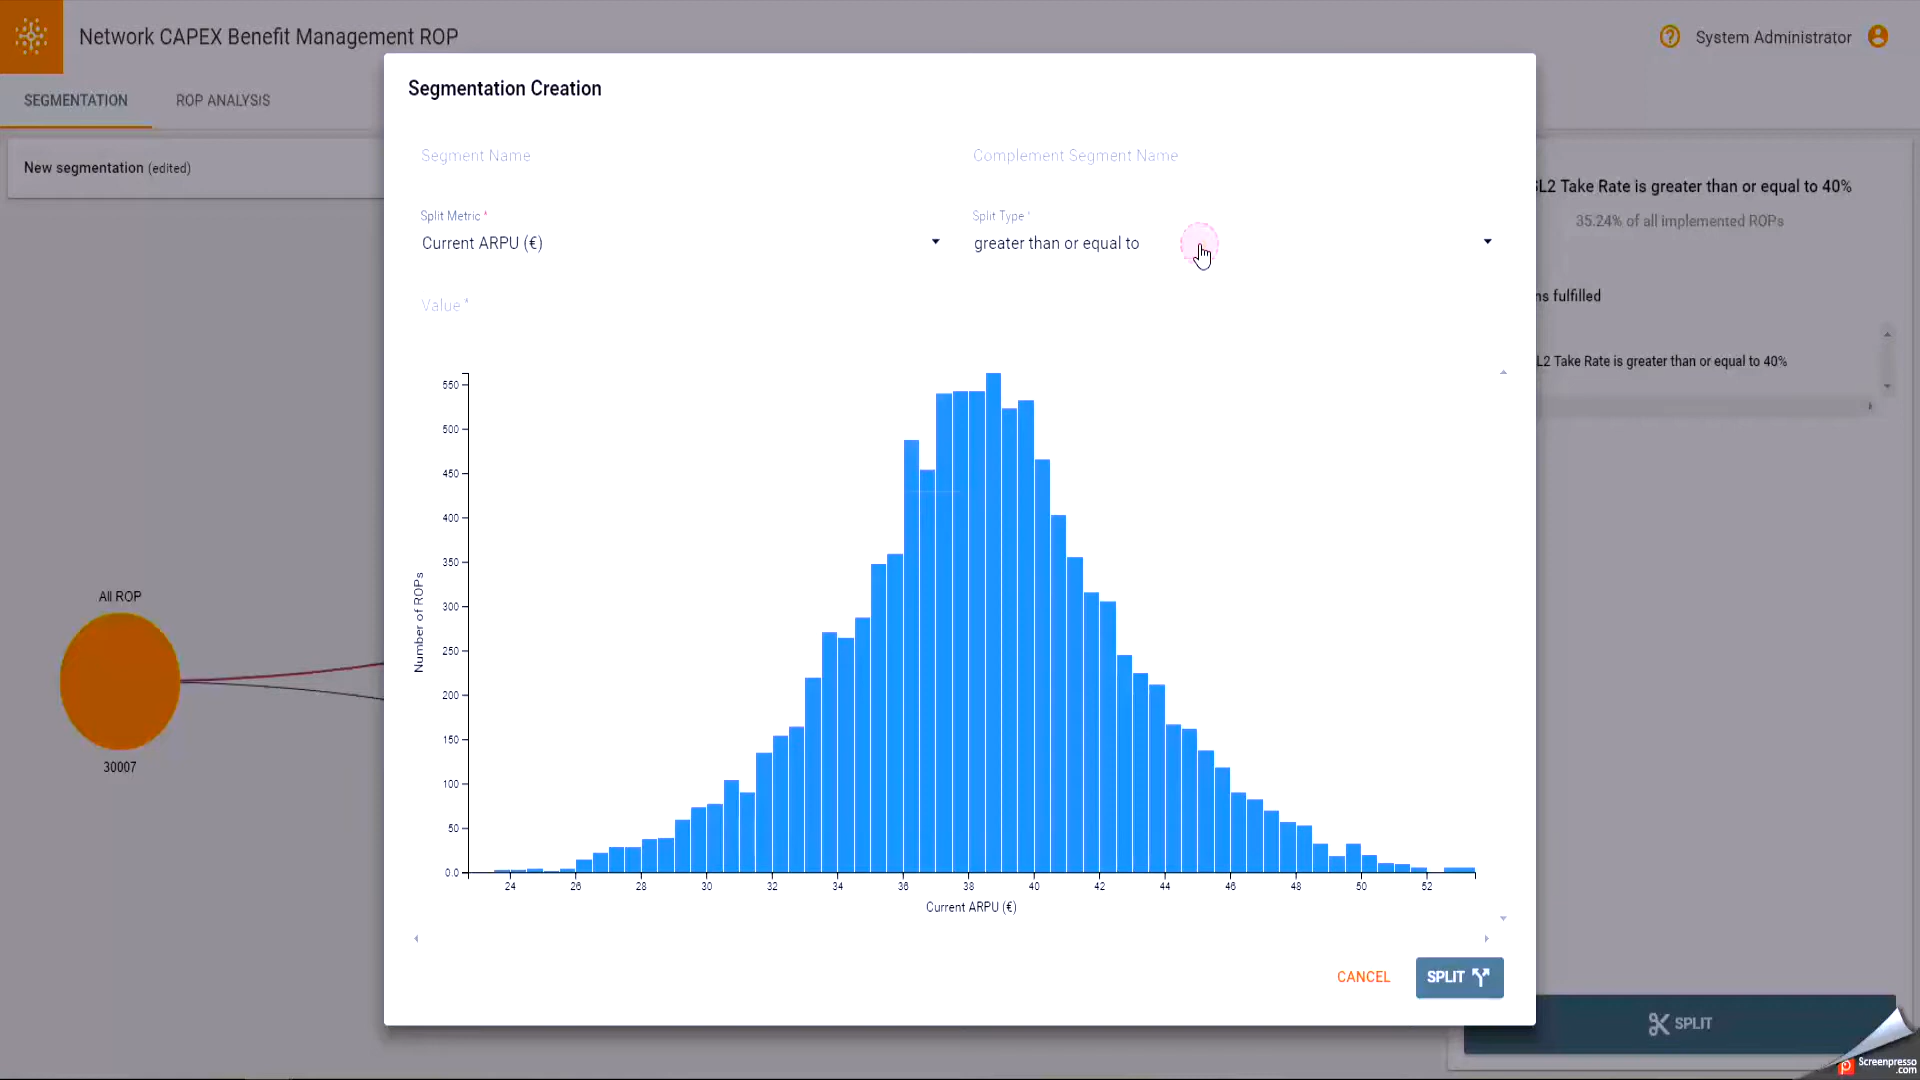 Network CAPEX Benefit Management ROP
System Administrator
SEGMENTATION
ROP ANALYSIS
New segmentation (edited)
Segmentation Creation
Segment Name
Complement Segment Name
Split Metric *
Current ARPU (€)
Split Type *
greater than or equal to
Value *
SL2 Take Rate is greater than or equal to 40%
35.24% of all implemented ROPs
fulfilled
Take Rate is greater than or equal to 40%
550
500
450
400
350
300
250
200
150
100
50
0.0
Number of ROPs
24 26 28 30 32 34 36 38 40 42 44 46 48 50 52
Current ARPU (€)
All ROP
30007
CANCEL
SPLIT
SPLIT
Screenpresso
.com